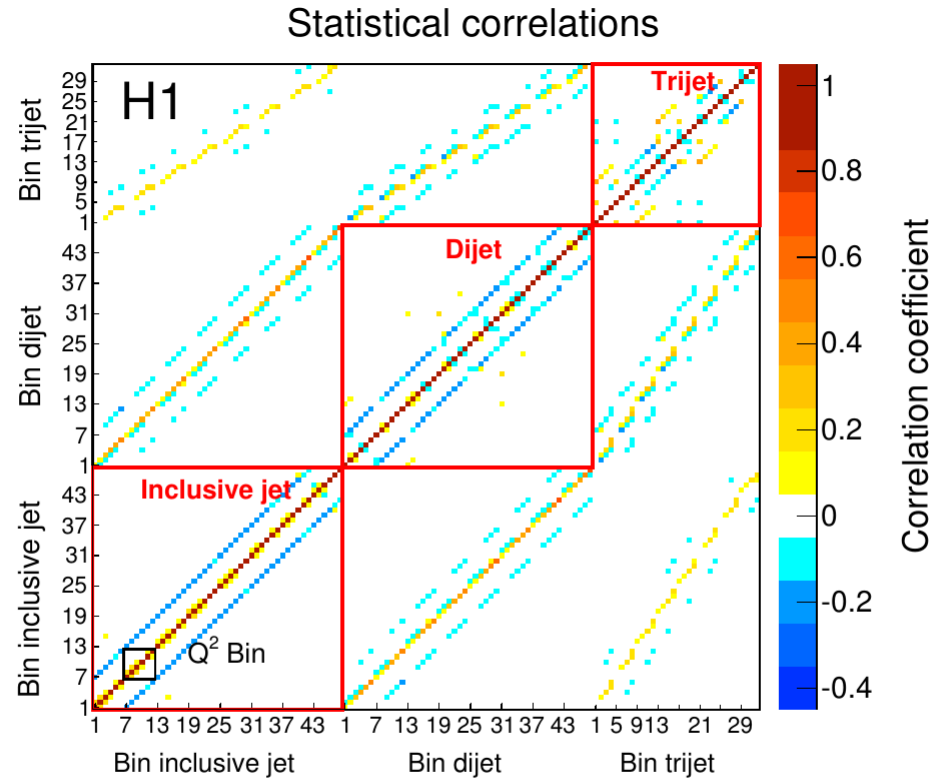 Statistical correlations
H1
Trijet
Dijet
Inclusive jet
Q² Bin
Bin trijet
29
25
21
17
13
9
5
1
Bin dijet
43
37
31
25
19
13
7
1
Bin inclusive jet
43
37
31
25
19
13
7
1
1 7 13 19 25 31 37 43 1 7 13 19 25 31 37 43 1 5 9 13 21 29
Bin inclusive jet Bin dijet Bin trijet
1
0.8
0.6
0.4
0.2
0
-0.2
-0.4
Correlation coefficient